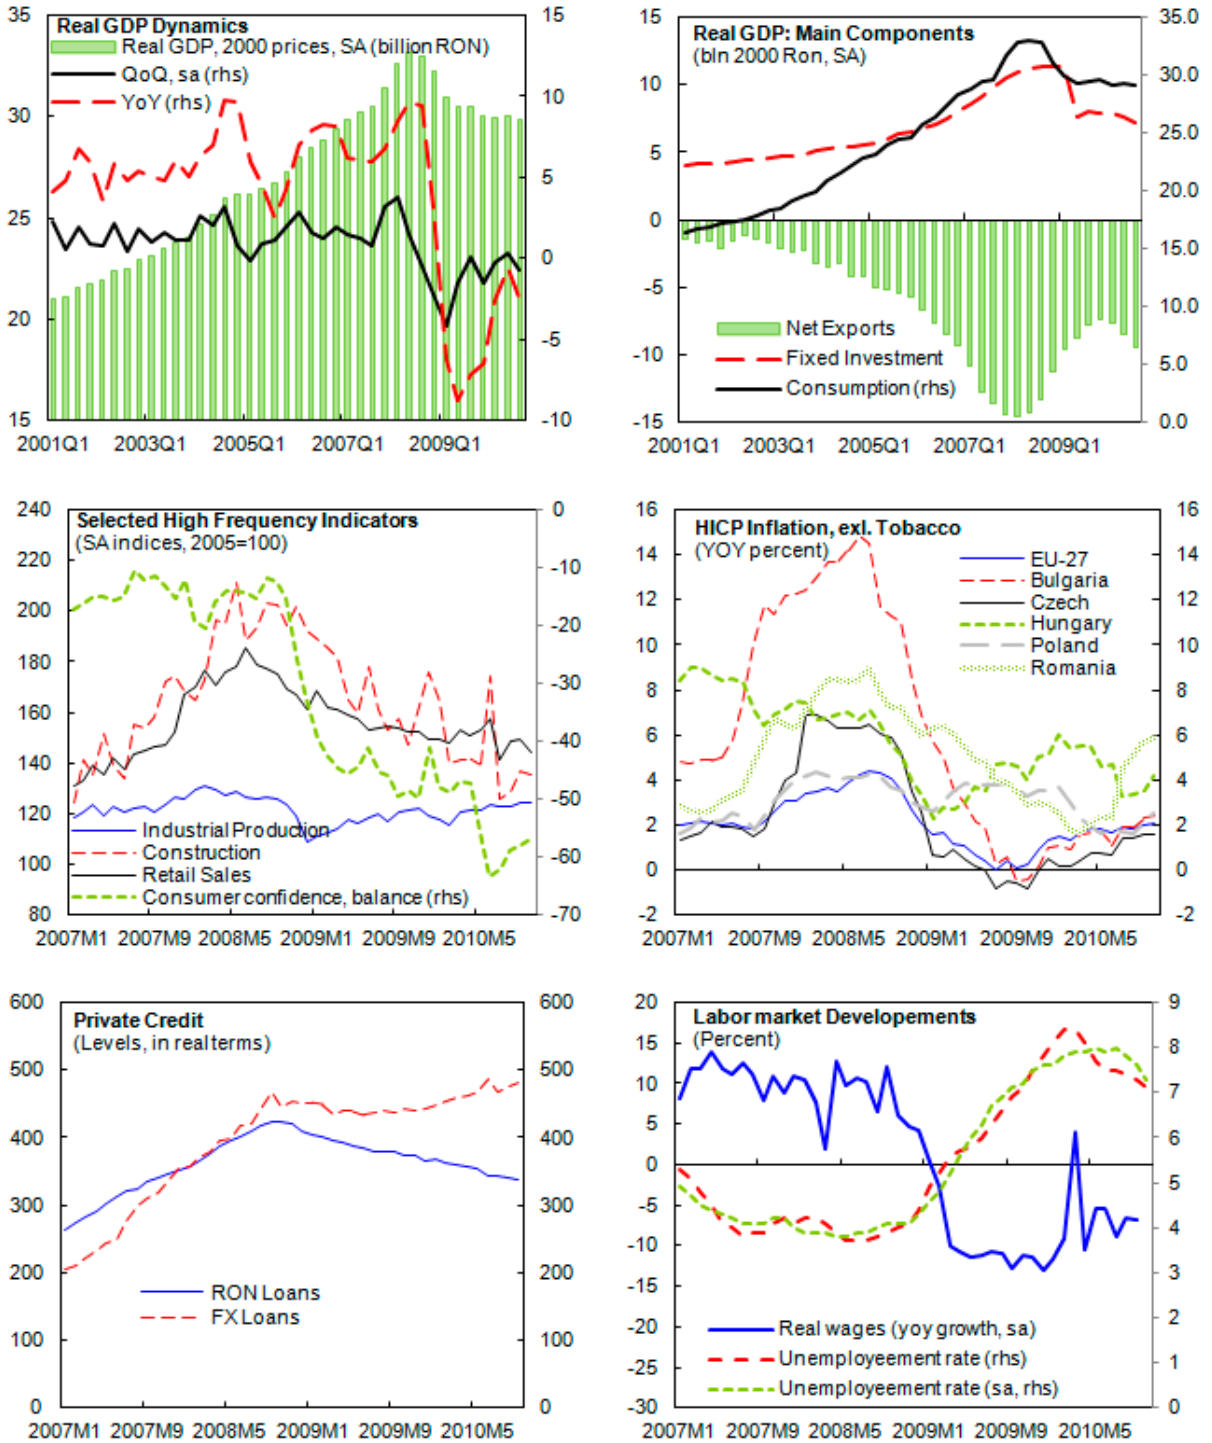 Real GDP Dynamics
Real GDP, 2000 prices, SA (billion RON)
QoQ, sa (rhs)
YoY (rhs)
35
30
25
20
15
15
10
5
0
-5
-10
2001Q1 2003Q1 2005Q1 2007Q1 2009Q1
Real GDP: Main Components
(bln 2000 Ron, SA)
15
10
5
0
-5
-10
-15
35.0
30.0
25.0
20.0
15.0
10.0
5.0
0.0
Net Exports
Fixed Investment
Consumption (rhs)
2001Q1 2003Q1 2005Q1 2007Q1 2009Q1
Selected High Frequency Indicators
(SA indices, 2005=100)
240
220
200
180
160
140
120
100
80
-0
-10
-20
-30
-40
-50
-60
-70
Industrial Production
Construction
Retail Sales
Consumer confidence, balance (rhs)
2007M1 2007M9 2008M5 2009M1 2009M9 2010M5
HICP Inflation, exl. Tobacco
(YOY percent)
16
14
12
10
8
6
4
2
0
-2
16
14
12
10
8
6
4
2
0
-2
EU-27
Bulgaria
Czech
Hungary
Poland
Romania
2007M1 2007M9 2008M5 2009M1 2009M9 2010M5
Private Credit
(Levels, in real terms)
600
500
400
300
200
100
0
600
500
400
300
200
100
0
RON Loans
FX Loans
2007M1 2007M9 2008M5 2009M1 2009M9 2010M5
Labor market Developements
(Percent)
20
15
10
5
0
-5
-10
-15
-20
-25
-30
9
8
7
6
5
4
3
2
1
0
Real wages (yoy growth, sa)
Unemployeement rate (rhs)
Unemployeement rate (sa, rhs)
2007M1 2007M9 2008M5 2009M1 2009M9 2010M5